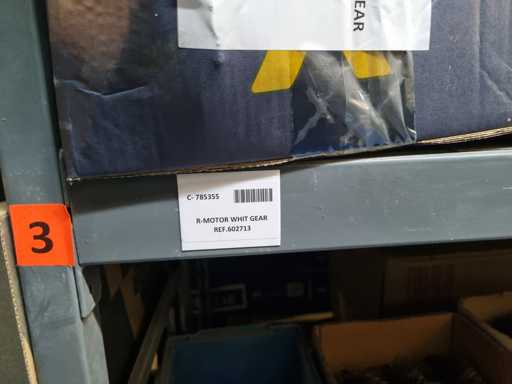 EAR
C- 785355
R-MOTOR WHIT GEAR
REF.602713
3